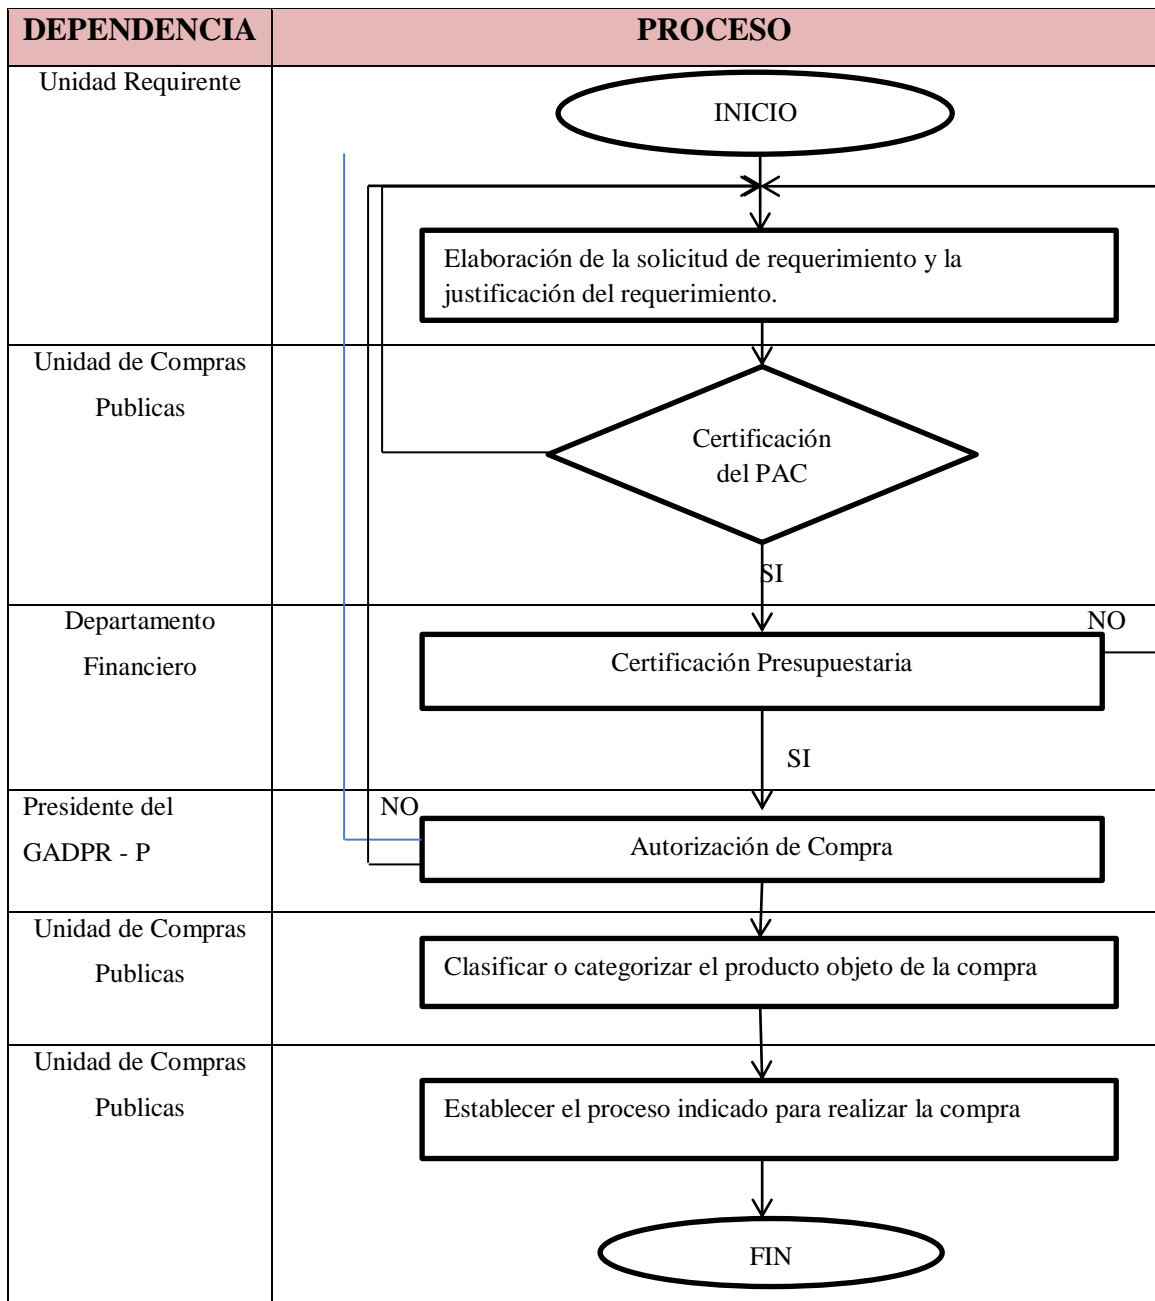 DEPENDENCIA
PROCESO
Unidad Requirente
INICIO
Elaboración de la solicitud de requerimiento y la
justificación del requerimiento.
Unidad de Compras
Publicas
Certificación
del PAC
SI
Departamento
Financiero
NO
Certificación Presupuestaria
SI
Presidente del
GADPR - P
NO
Autorización de Compra
Unidad de Compras
Publicas
Clasificar o categorizar el producto objeto de la compra
Unidad de Compras
Publicas
Establecer el proceso indicado para realizar la compra
FIN